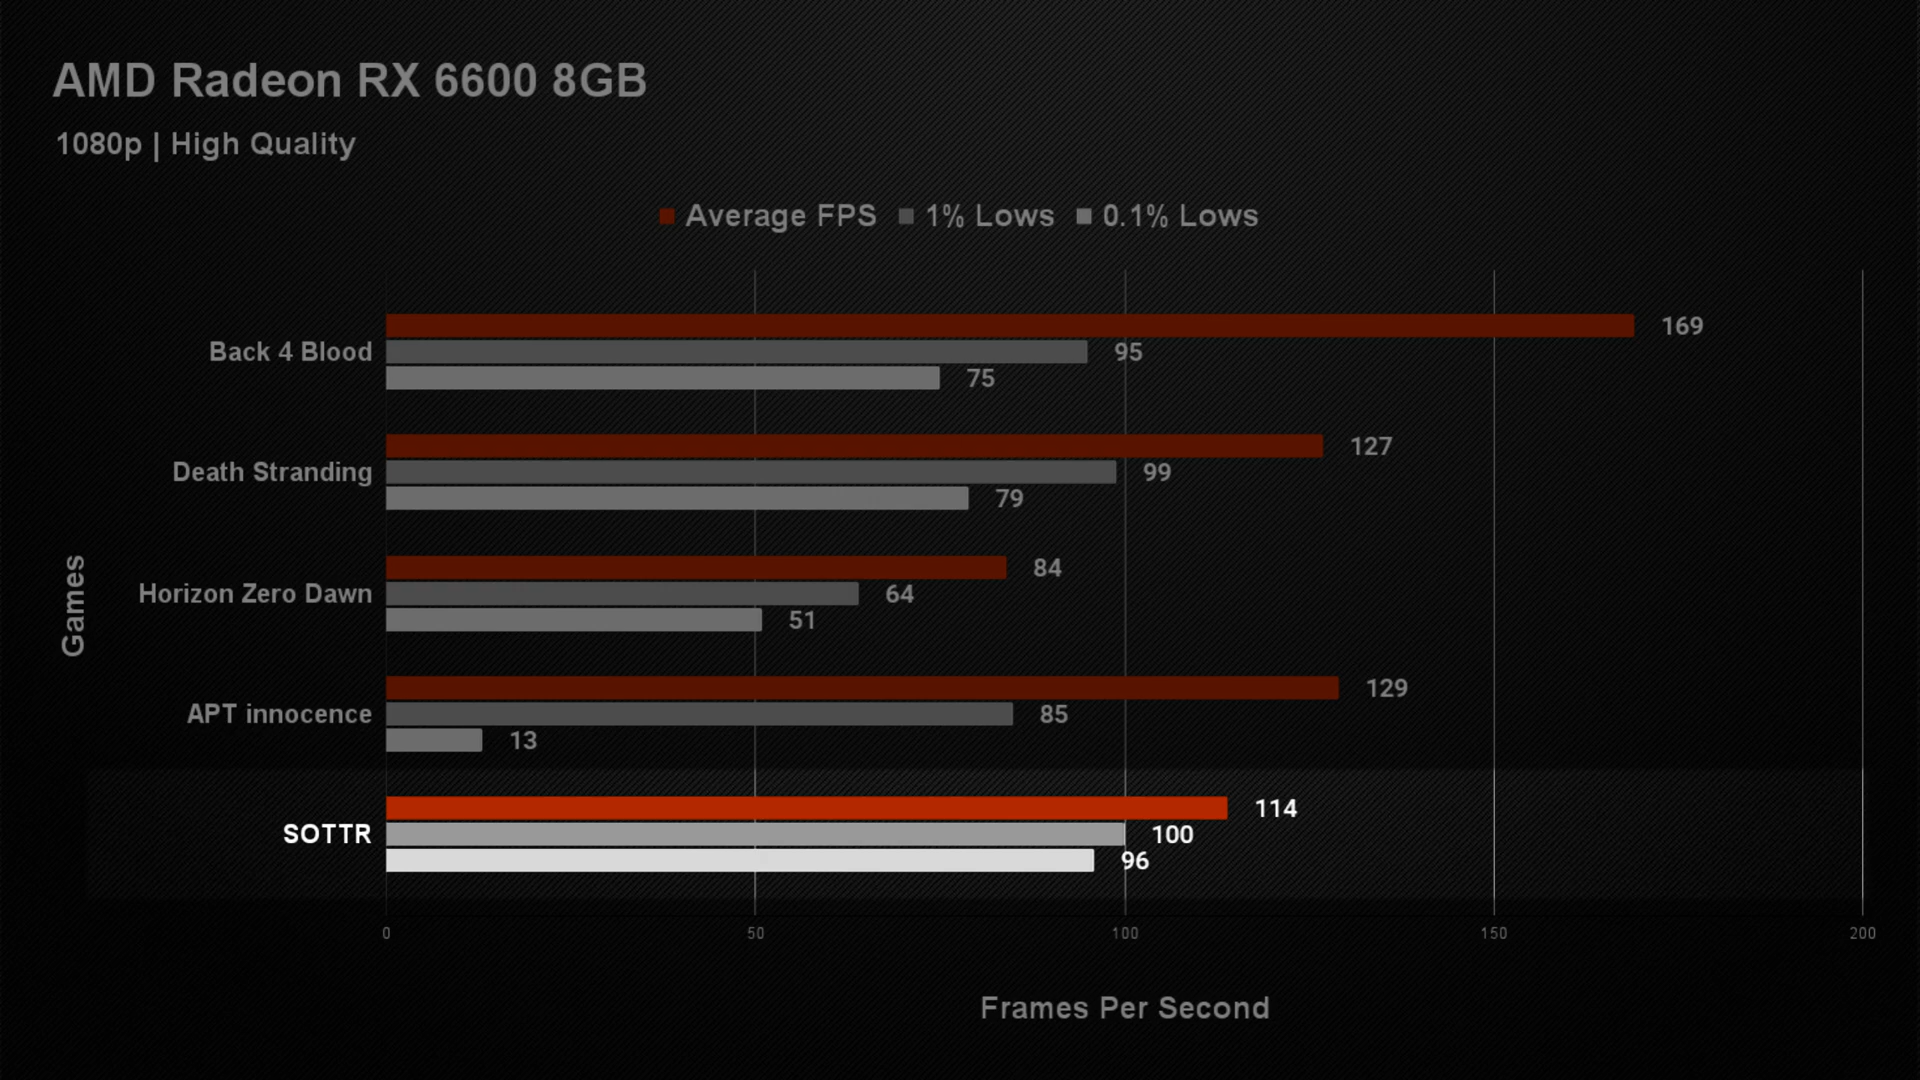 AMD Radeon RX 6600 8GB
1080p | High Quality
Average FPS 1% Lows 0.1% Lows
Games
Back 4 Blood
169
95
75
Death Stranding
127
99
79
Horizon Zero Dawn
84
64
51
APT innocence
129
85
13
SOTTR
114
100
96
0 50 100 150 200
Frames Per Second